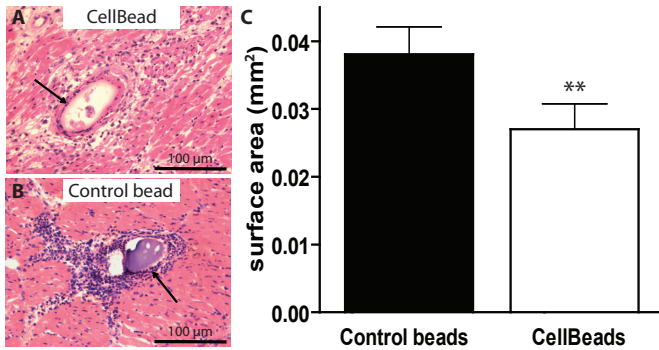 A
CellBead
100 µm
B
Control bead
100 µm
C
surface area (mm²)
0.04
0.03
0.02
0.01
0.00
**
Control beads
CellBeads